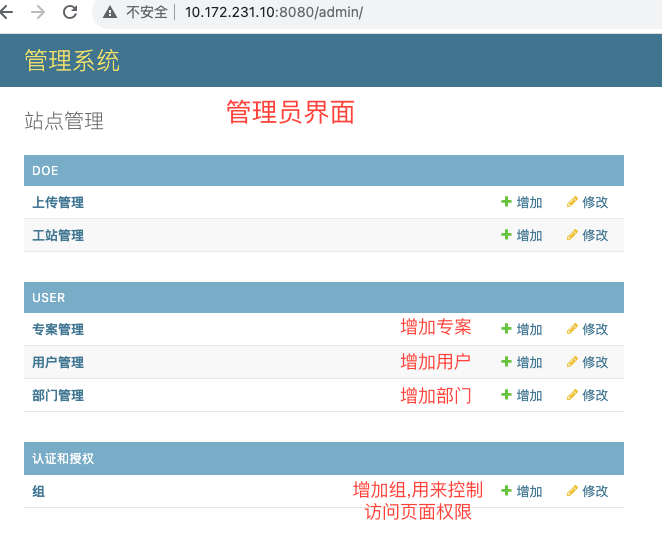 不安全 10.172.231.10:8080/admin/
管理系统
管理员界面
站点管理
DOE
上传管理 增加 修改
工站管理 增加 修改
USER
专案管理 增加专案 增加 修改
用户管理 增加用户 增加 修改
部门管理 增加部门 增加 修改
认证和授权
组 增加组,用来控制 增加 修改
访问页面权限